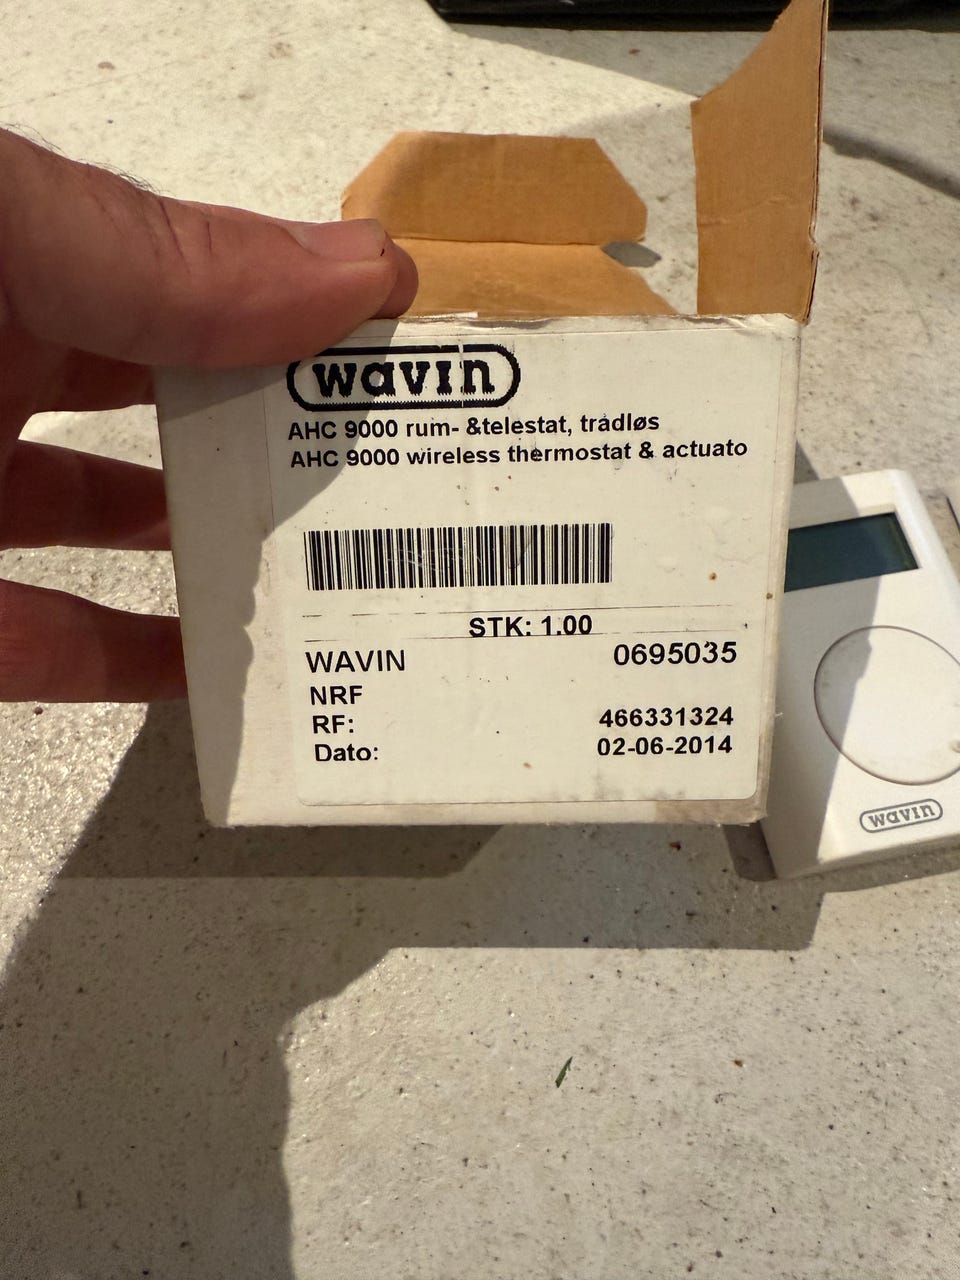 wavin
AHC 9000 rum- &telestat, trådløs
AHC 9000 wireless thermostat & actuato
STK: 1.00
WAVIN 0695035
NRF
RF: 466331324
Dato: 02-06-2014
wavin